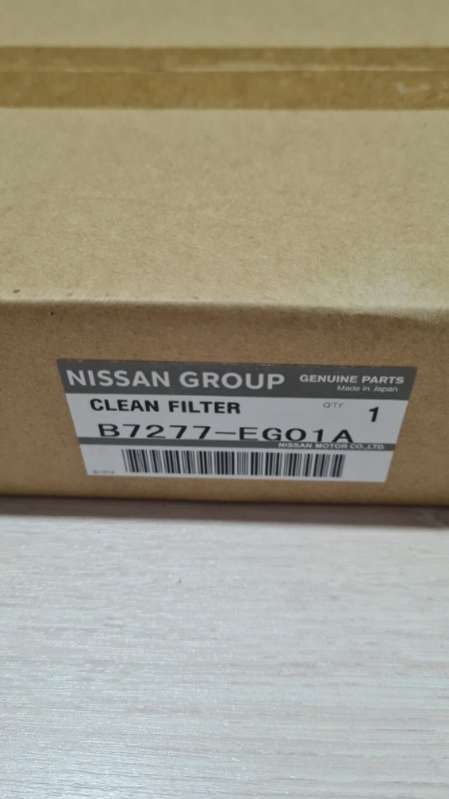 NISSAN GROUP GENUINE PARTS
Made in Japan
CLEAN FILTER QTY 1
B7277-EG01A
NISSAN MOTOR CO.,LTD.